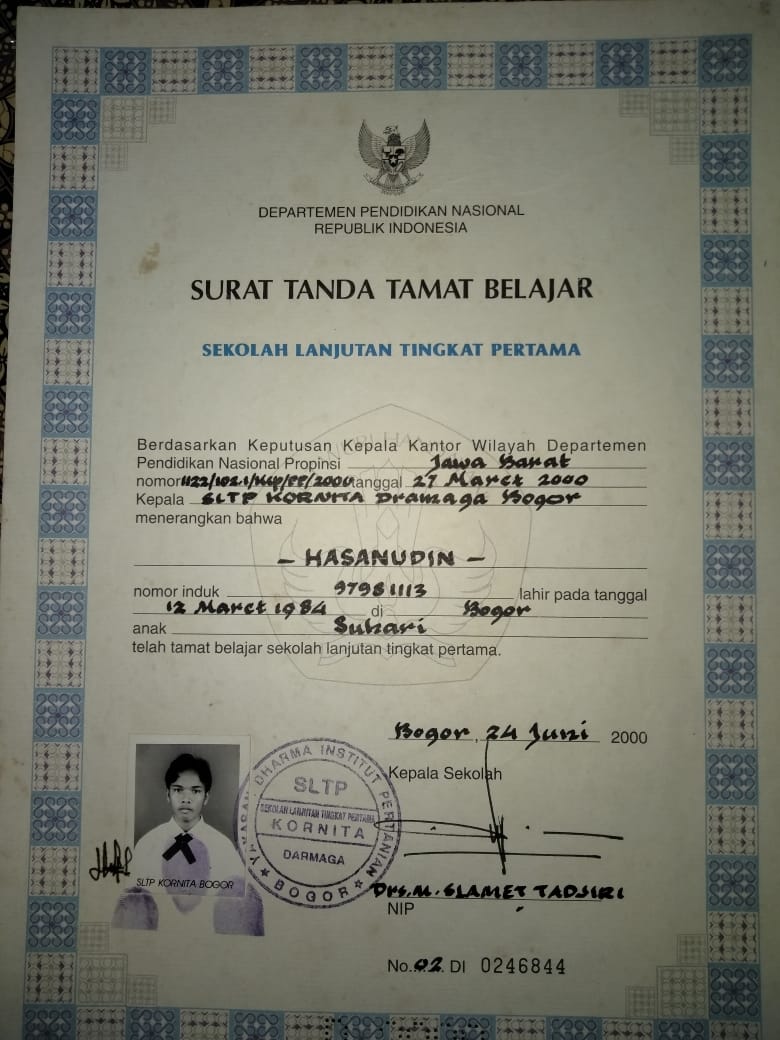 DEPARTEMEN PENDIDIKAN NASIONAL
REPUBLIK INDONESIA
SURAT TANDA TAMAT BELAJAR
SEKOLAH LANJUTAN TINGKAT PERTAMA
Berdasarkan Keputusan Kepala Kantor Wilayah Departemen
Pendidikan Nasional Propinsi Jawa Barat
nomor 1122/102.1/Kep/PP/2000 tanggal 27 Maret 2000
Kepala SLTP KORNITA Dramaga Bogor
menerangkan bahwa
- HASANUDIN -
nomor induk 97981113 lahir pada tanggal
12 Maret 1984 di Bogor
anak Suhari
telah tamat belajar sekolah lanjutan tingkat pertama.
Bogor, 24 Juni 2000
Kepala Sekolah
YAYASAN DHARMA INSTITUT PERTANIAN
SLTP
SEKOLAH LANJUTAN TINGKAT PERTAMA
KORNITA
DARMAGA
BOGOR
SLTP KORNITA BOGOR
Drs. M. SLAMET TADJIRI
NIP
No. 02 DI 0246844